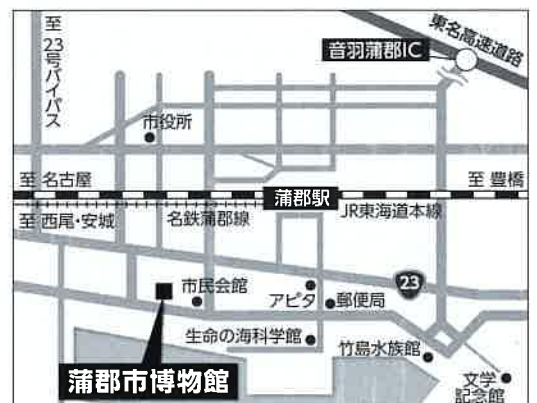 至 23号バイパス
東名高速道路
音羽蒲郡IC
市役所
至 名古屋
蒲郡駅
至 豊橋
至 西尾・安城
名鉄蒲郡線
JR東海道本線
23
市民会館
アピタ
郵便局
生命の海科学館
竹島水族館
蒲郡市博物館
文学
記念館